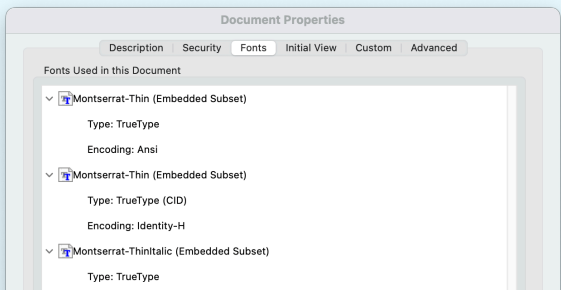 Document Properties
Description Security Fonts Initial View Custom Advanced
Fonts Used in this Document
Montserrat-Thin (Embedded Subset)
Type: TrueType
Encoding: Ansi
Montserrat-Thin (Embedded Subset)
Type: TrueType (CID)
Encoding: Identity-H
Montserrat-ThinItalic (Embedded Subset)
Type: TrueType